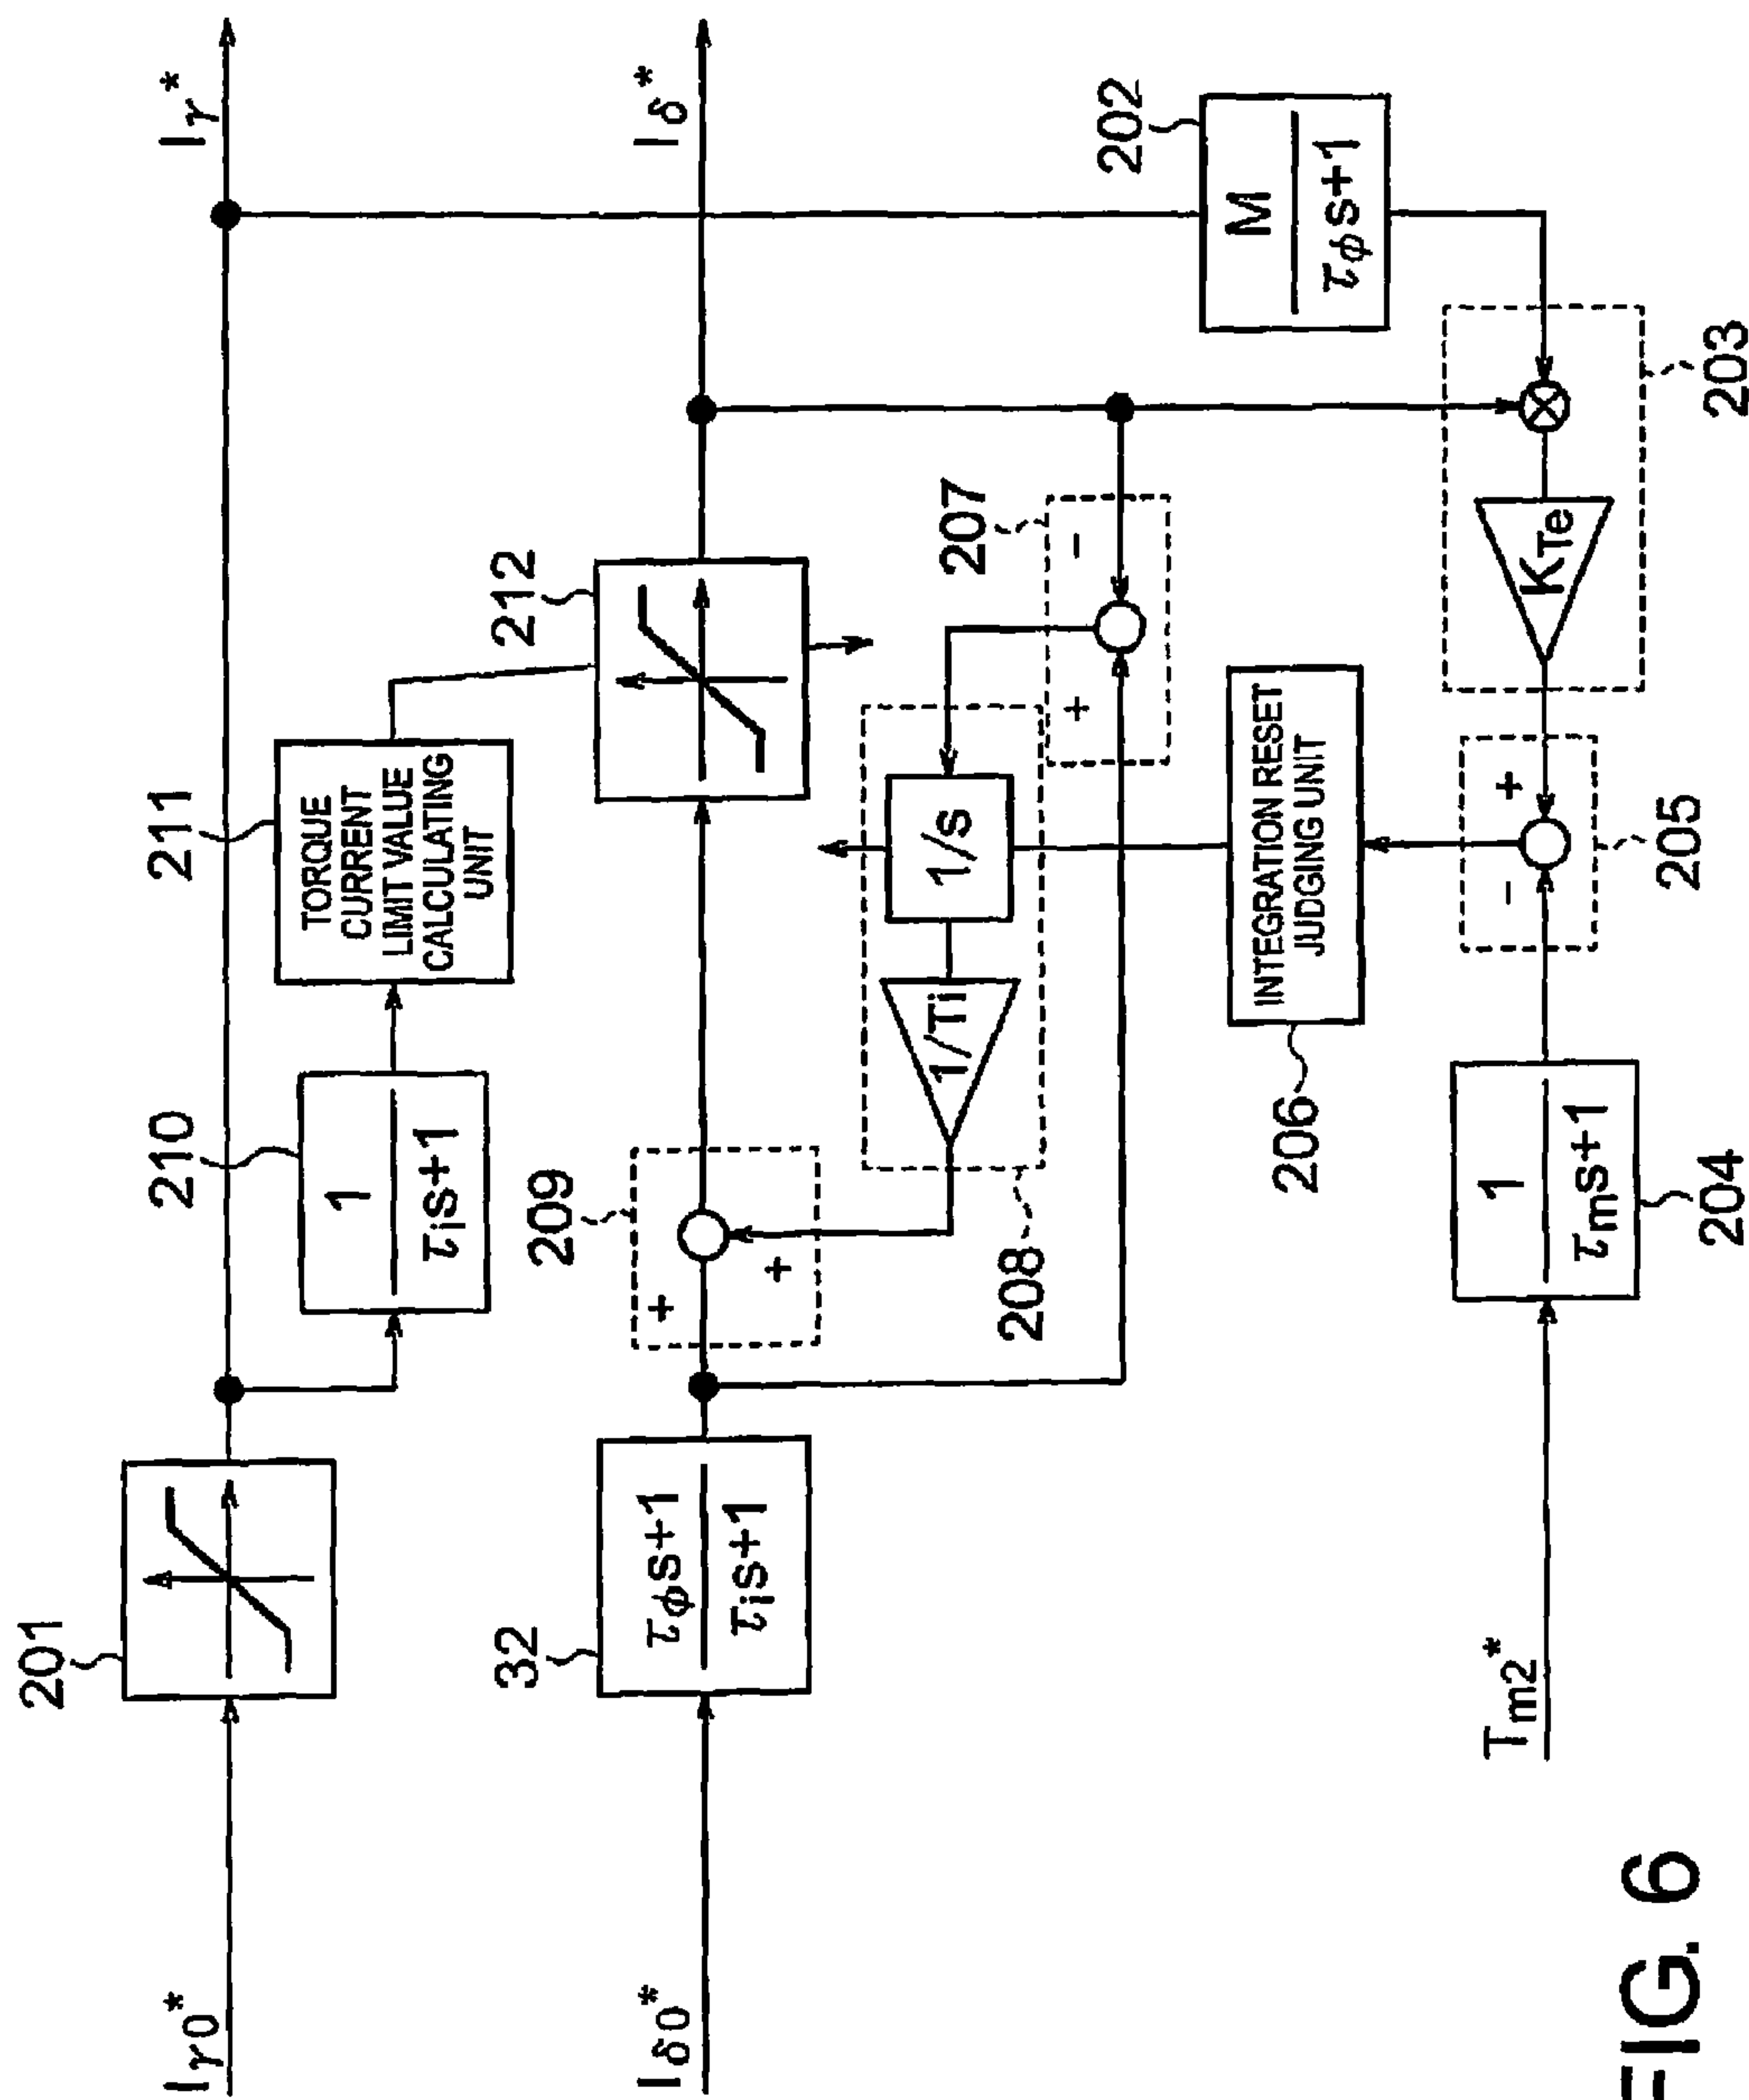 201
Iγ0*
Iγ*
210
1
τis+1
211
TORQUE
CURRENT
LIMIT VALUE
CALCULATING
UNIT
32
Iδ0*
τφs+1
τis+1
209
+
+
212
Iδ*
1/Ti
1/s
208
207
+
-
202
M
τφs+1
206
INTEGRATION RESET
JUDGING UNIT
Tm2*
1
τms+1
204
-
+
205
KTe
203
FIG. 6